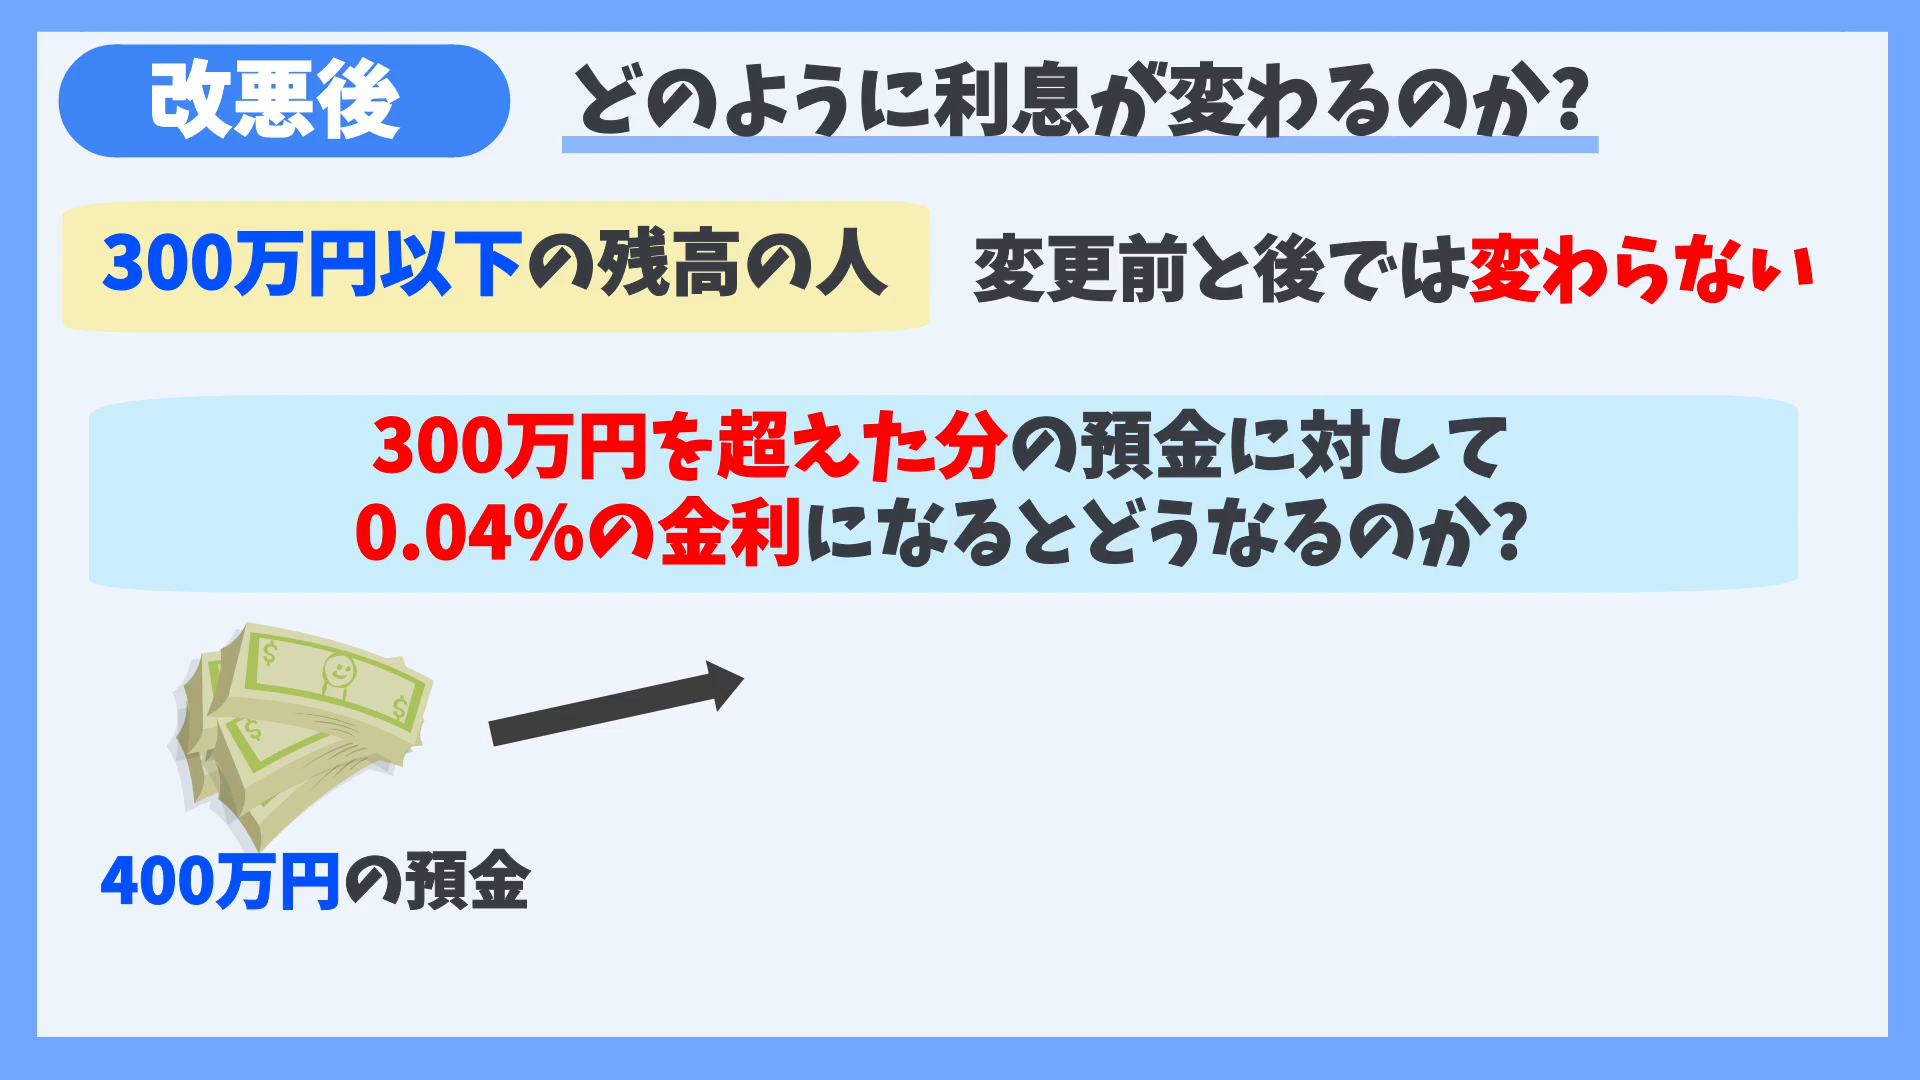 改悪後
どのように利息が変わるのか?
300万円以下の残高の人
変更前と後では変わらない
300万円を超えた分の預金に対して
0.04%の金利になるとどうなるのか?
$
$
$
400万円の預金